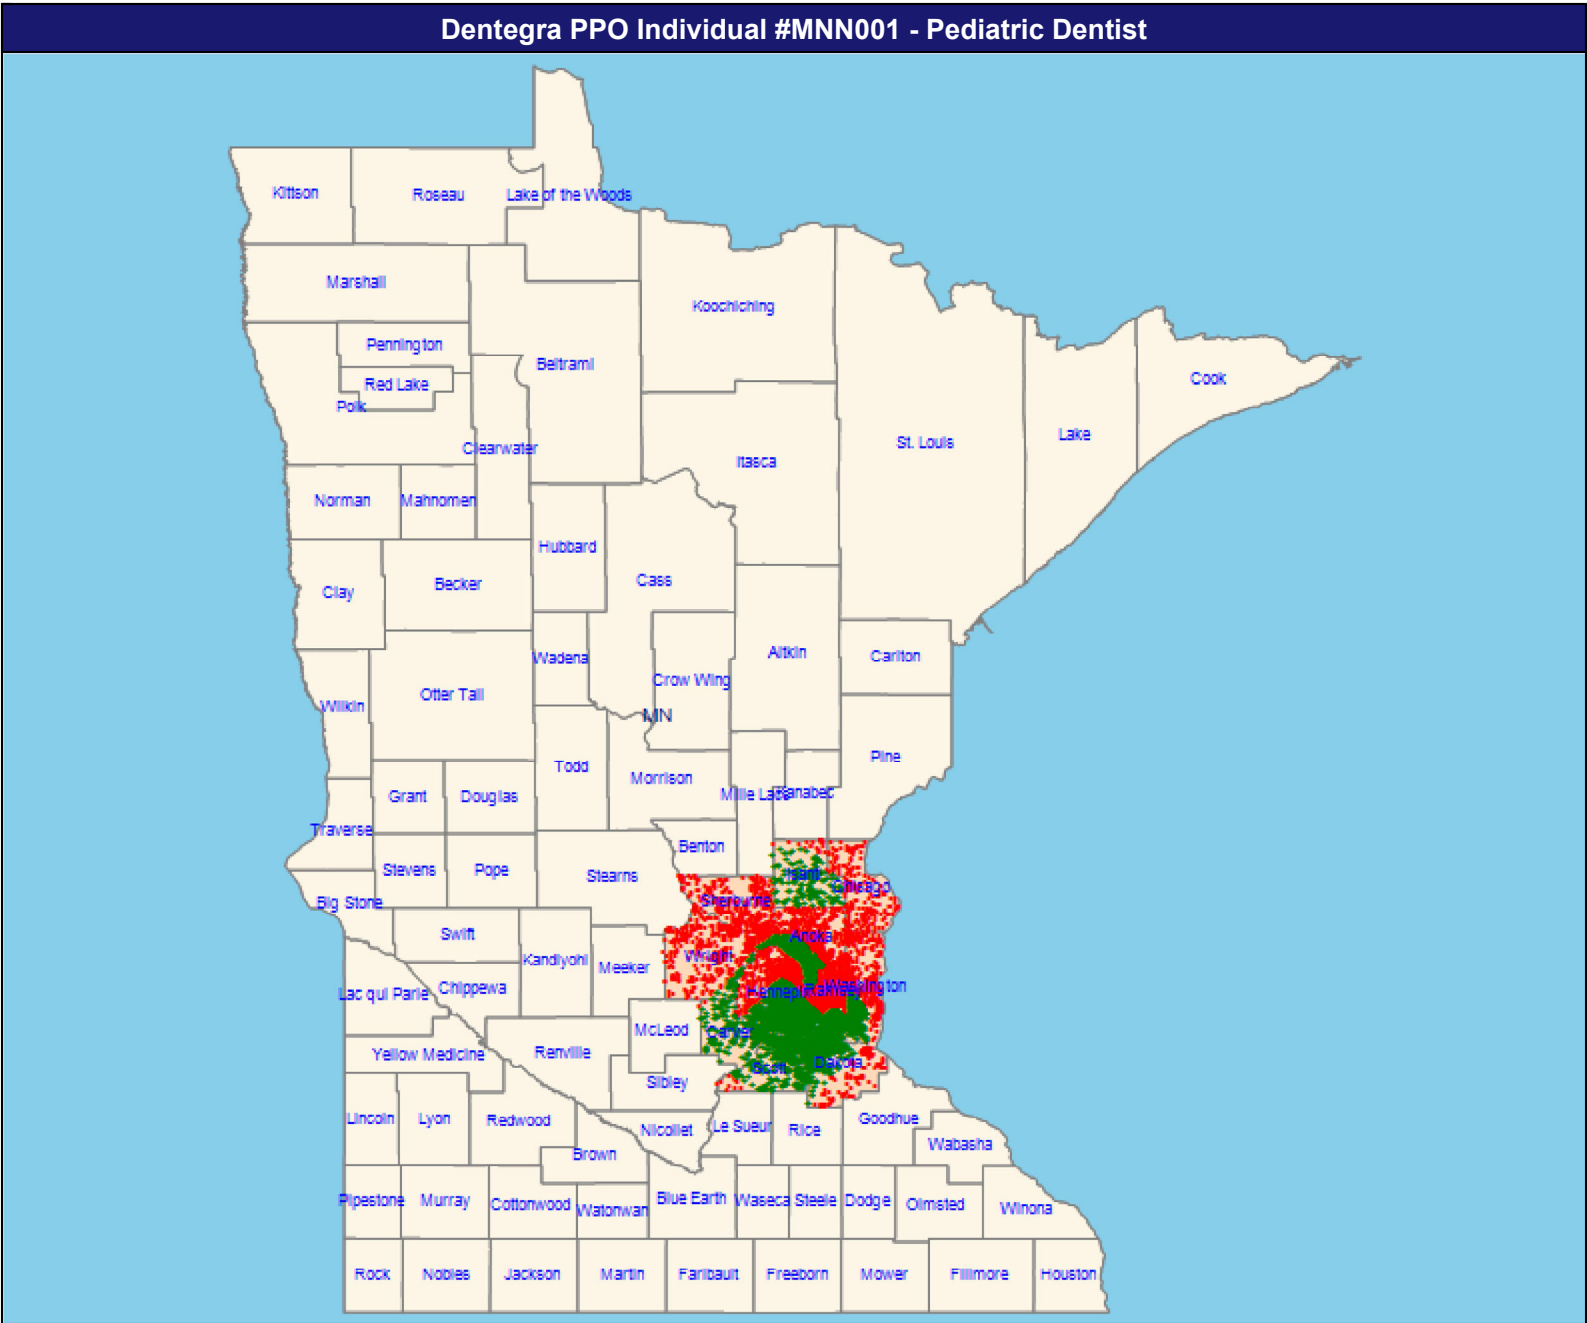 Dentegra PPO Individual #MNN001 - Pediatric Dentist
Kittson
Roseau
Lake of the Woods
Marshall
Koochiching
Pennington
Beltrami
Red Lake
Cook
Polk
Lake
St. Louis
Clearwater
Itasca
Norman
Mahnomen
Hubbard
Cass
Becker
Clay
Aitkin
Carlton
Wadena
Crow Wing
Otter Tail
Wilkin
MN
Pine
Todd
Morrison
Mille Lacs
Kanabec
Grant
Douglas
Traverse
Benton
Stevens
Pope
Stearns
Isanti
Chisago
Big Stone
Sherburne
Swift
Anoka
Kandiyohi
Meeker
Wright
Lac qui Parle
Chippewa
Hennepin
Ramsey
Washington
McLeod
Carver
Yellow Medicine
Renville
Scott
Dakota
Sibley
Lincoln
Lyon
Redwood
Nicollet
Le Sueur
Rice
Goodhue
Wabasha
Brown
Pipestone
Murray
Cottonwood
Watonwan
Blue Earth
Waseca
Steele
Dodge
Olmsted
Winona
Rock
Nobles
Jackson
Martin
Faribault
Freeborn
Mower
Fillmore
Houston